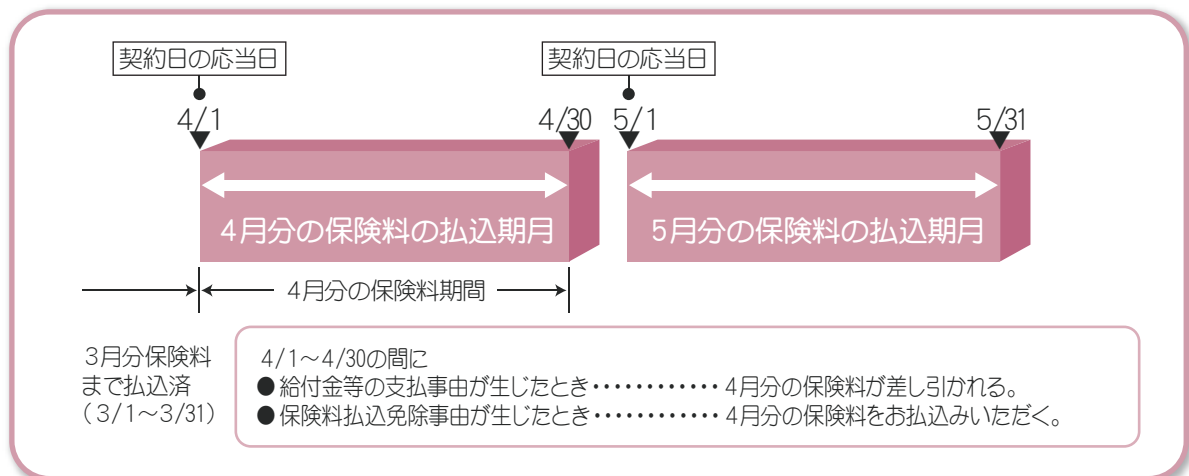 契約日の応当日 契約日の応当日
4/1 4/30 5/1 5/31
4月分の保険料の払込期月 5月分の保険料の払込期月
4月分の保険料期間
3月分保険料
まで払込済
(3/1~3/31)
4/1~4/30の間に
●給付金等の支払事由が生じたとき・・・・・・・・・・・・4月分の保険料が差し引かれる。
●保険料払込免除事由が生じたとき・・・・・・・・・・・・4月分の保険料をお払込みいただく。